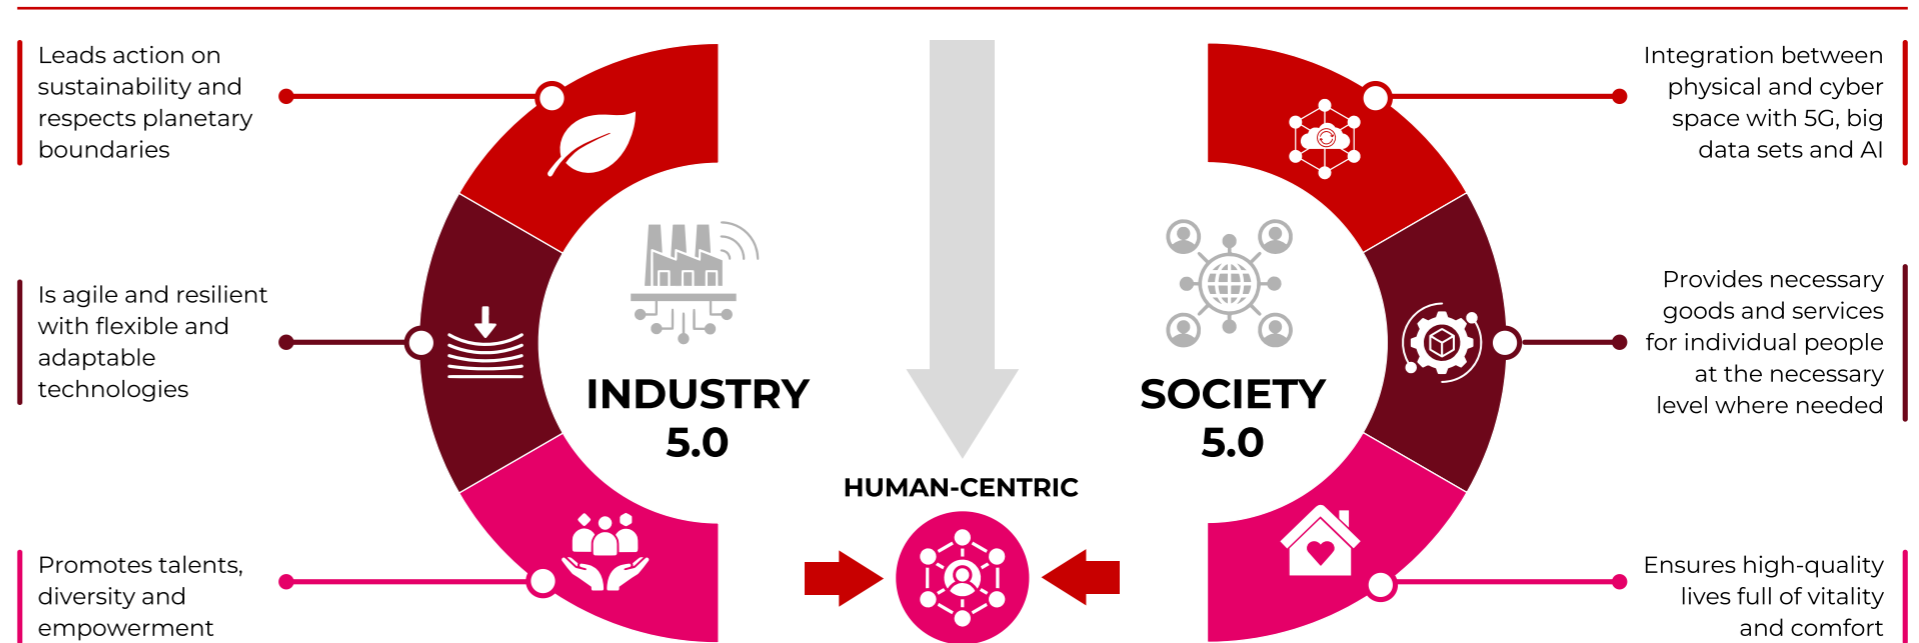 Leads action on
sustainability and
respects planetary
boundaries
Is agile and resilient
with flexible and
adaptable
technologies
Promotes talents,
diversity and
empowerment
INDUSTRY
5.0
HUMAN-CENTRIC
SOCIETY
5.0
Integration between
physical and cyber
space with 5G, big
data sets and AI
Provides necessary
goods and services
for individual people
at the necessary
level where needed
Ensures high-quality
lives full of vitality
and comfort